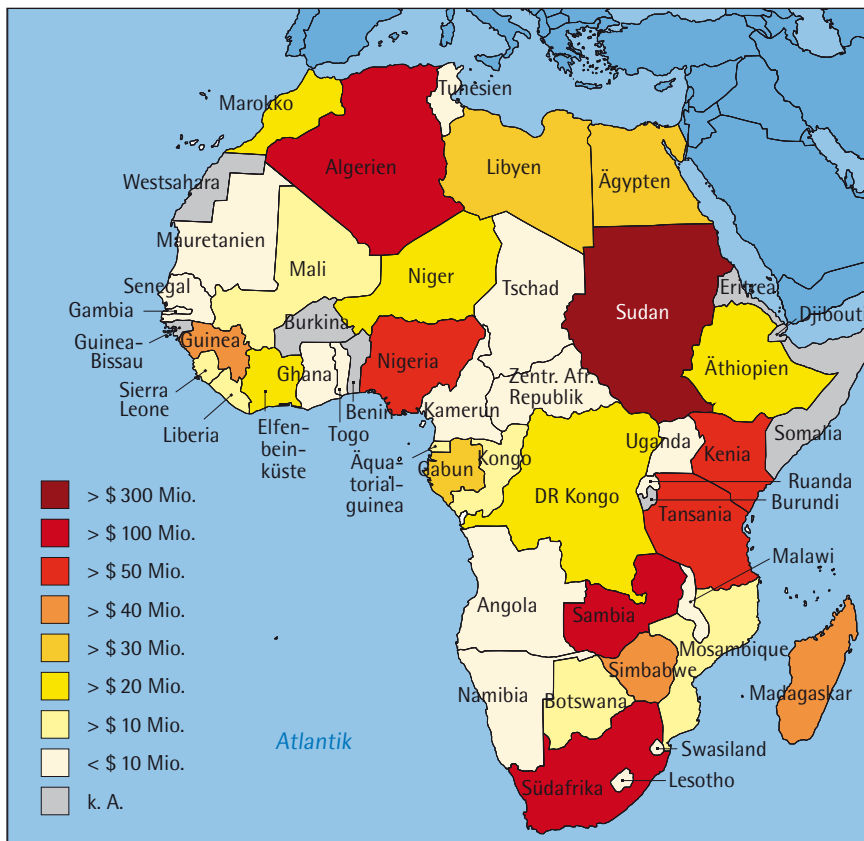 Marokko
Tunesien
Algerien
Libyen
Ägypten
Westsahara
Mauretanien
Mali
Niger
Tschad
Sudan
Eritrea
Djibouti
Senegal
Gambia
Guinea-
Bissau
Guinea
Burkina
Sierra
Leone
Liberia
Elfen-
bein-
küste
Ghana
Togo
Benin
Nigeria
Kamerun
Zentr. Afr.
Republik
Äthiopien
Somalia
Äqua-
torial-
guinea
Gabun
Kongo
DR Kongo
Uganda
Kenia
Ruanda
Burundi
Tansania
Malawi
Angola
Sambia
Mosambique
Simbabwe
Madagaskar
Namibia
Botswana
Swasiland
Lesotho
Südafrika
Atlantik
> $ 300 Mio.
> $ 100 Mio.
> $ 50 Mio.
> $ 40 Mio.
> $ 30 Mio.
> $ 20 Mio.
> $ 10 Mio.
< $ 10 Mio.
k. A.